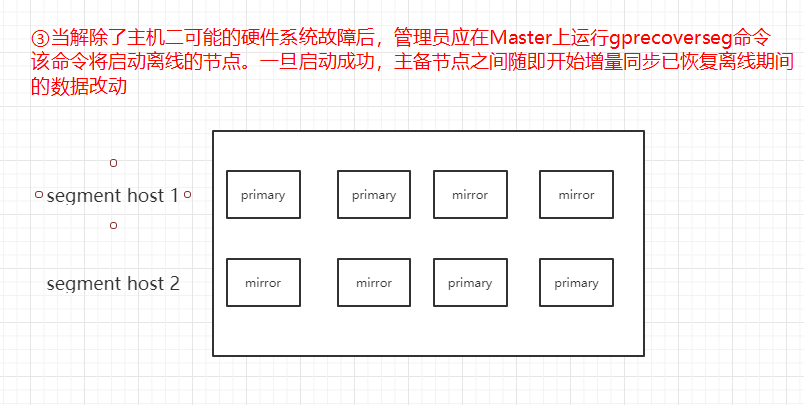 ③当解除了主机二可能的硬件系统故障后，管理员应在Master上运行gprecoverseg命令
该命令将启动离线的节点。一旦启动成功，主备节点之间随即开始增量同步已恢复离线期间
的数据改动
segment host 1 primary primary mirror mirror
segment host 2 mirror mirror primary primary